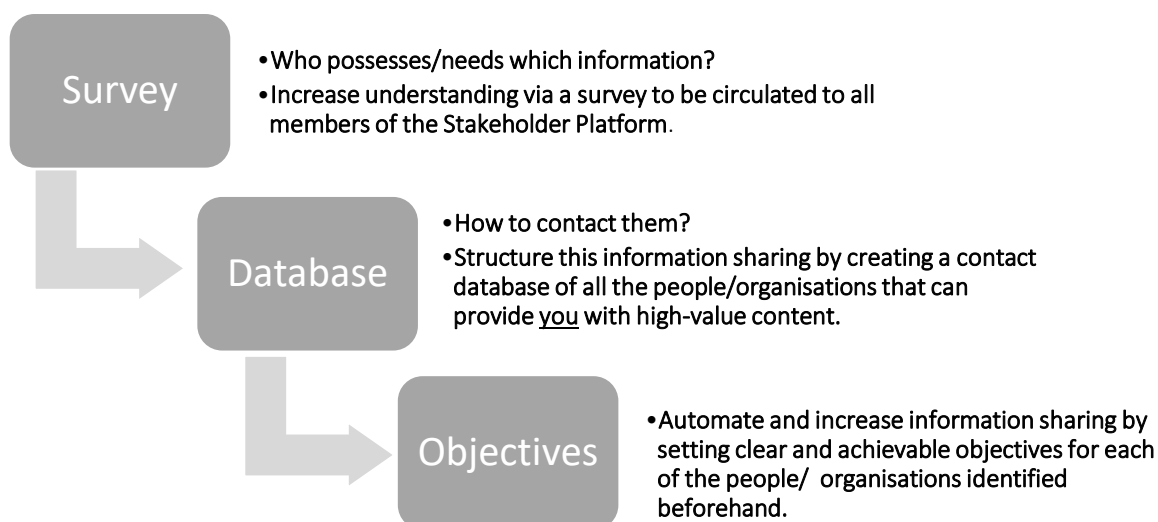 Survey
•Who possesses/needs which information?
•Increase understanding via a survey to be circulated to all
members of the Stakeholder Platform.
Database
•How to contact them?
•Structure this information sharing by creating a contact
database of all the people/organisations that can
provide you with high-value content.
Objectives
•Automate and increase information sharing by
setting clear and achievable objectives for each
of the people/ organisations identified
beforehand.